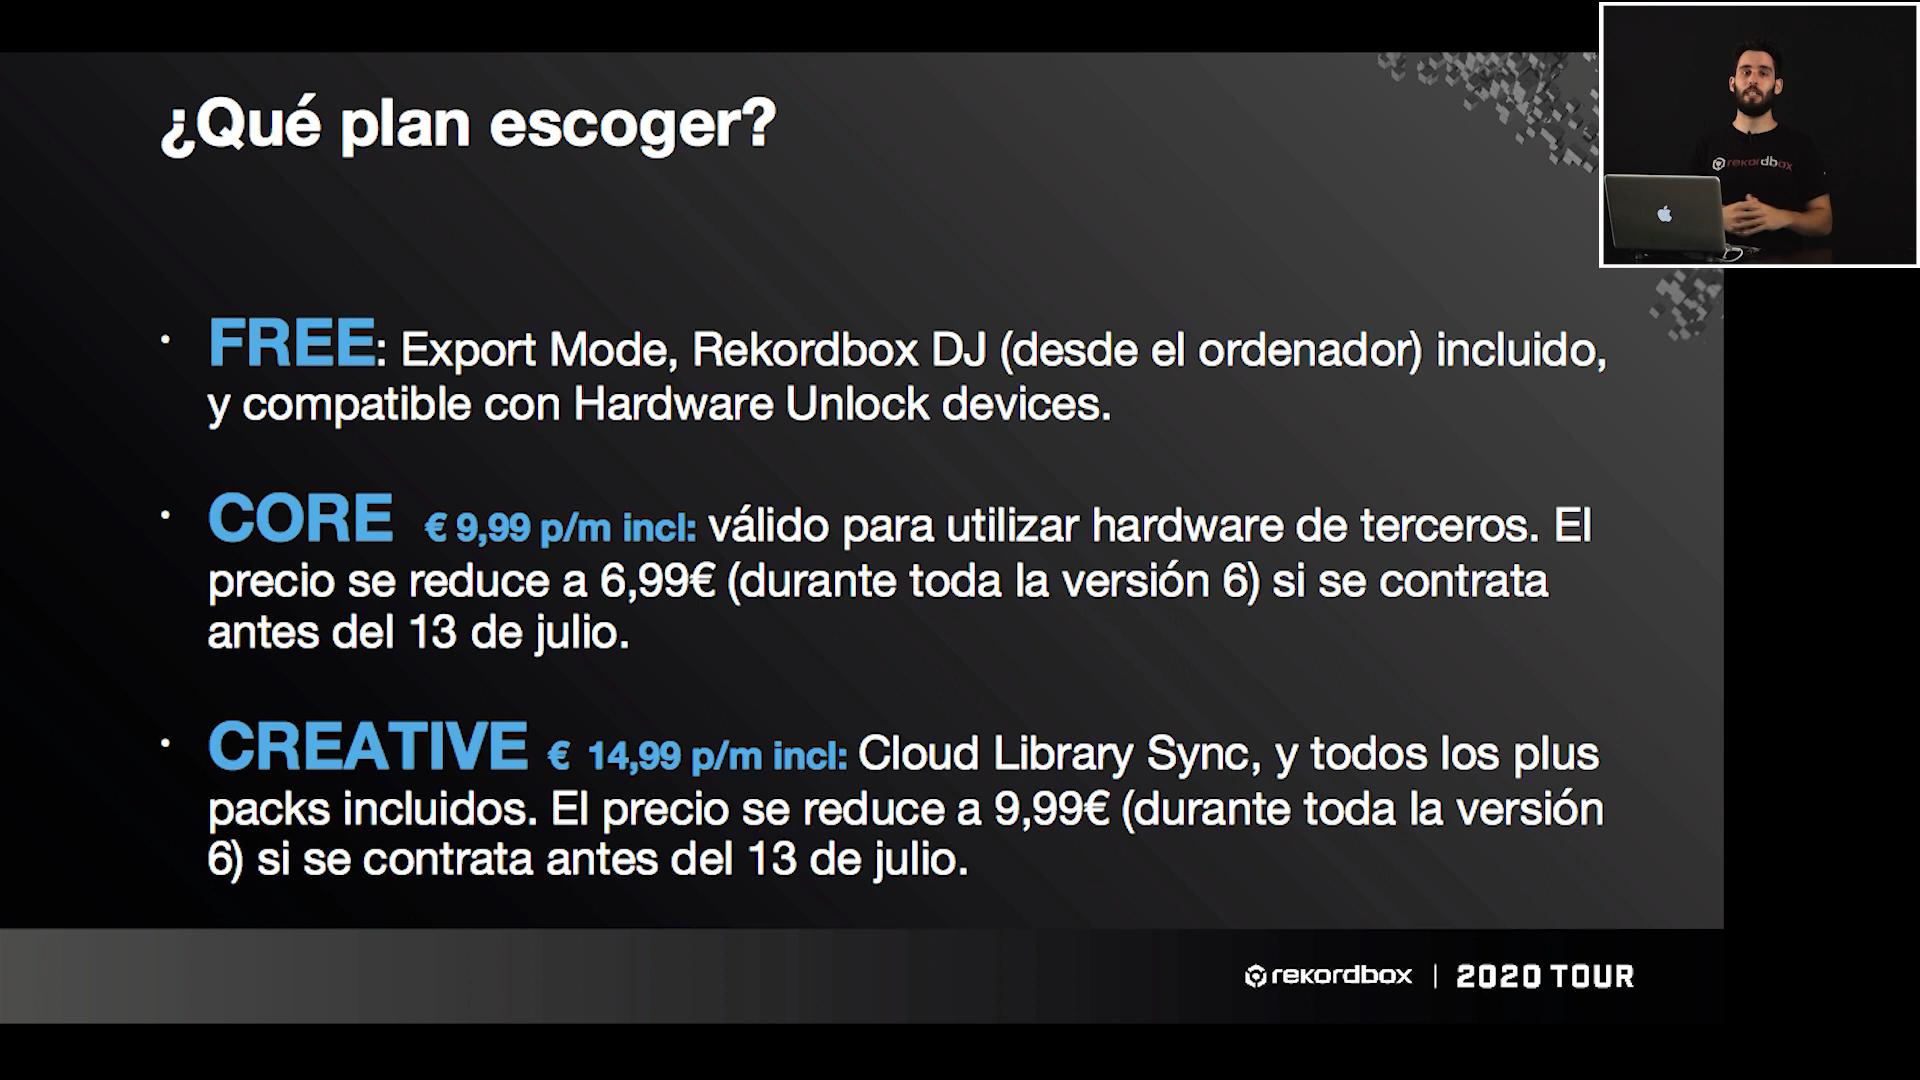 ¿Qué plan escoger?
rekordbox
• FREE: Export Mode, Rekordbox DJ (desde el ordenador) incluido,
y compatible con Hardware Unlock devices.
• CORE € 9,99 p/m incl: válido para utilizar hardware de terceros. El
precio se reduce a 6,99€ (durante toda la versión 6) si se contrata
antes del 13 de julio.
• CREATIVE € 14,99 p/m incl: Cloud Library Sync, y todos los plus
packs incluidos. El precio se reduce a 9,99€ (durante toda la versión
6) si se contrata antes del 13 de julio.
rekordbox | 2020 TOUR